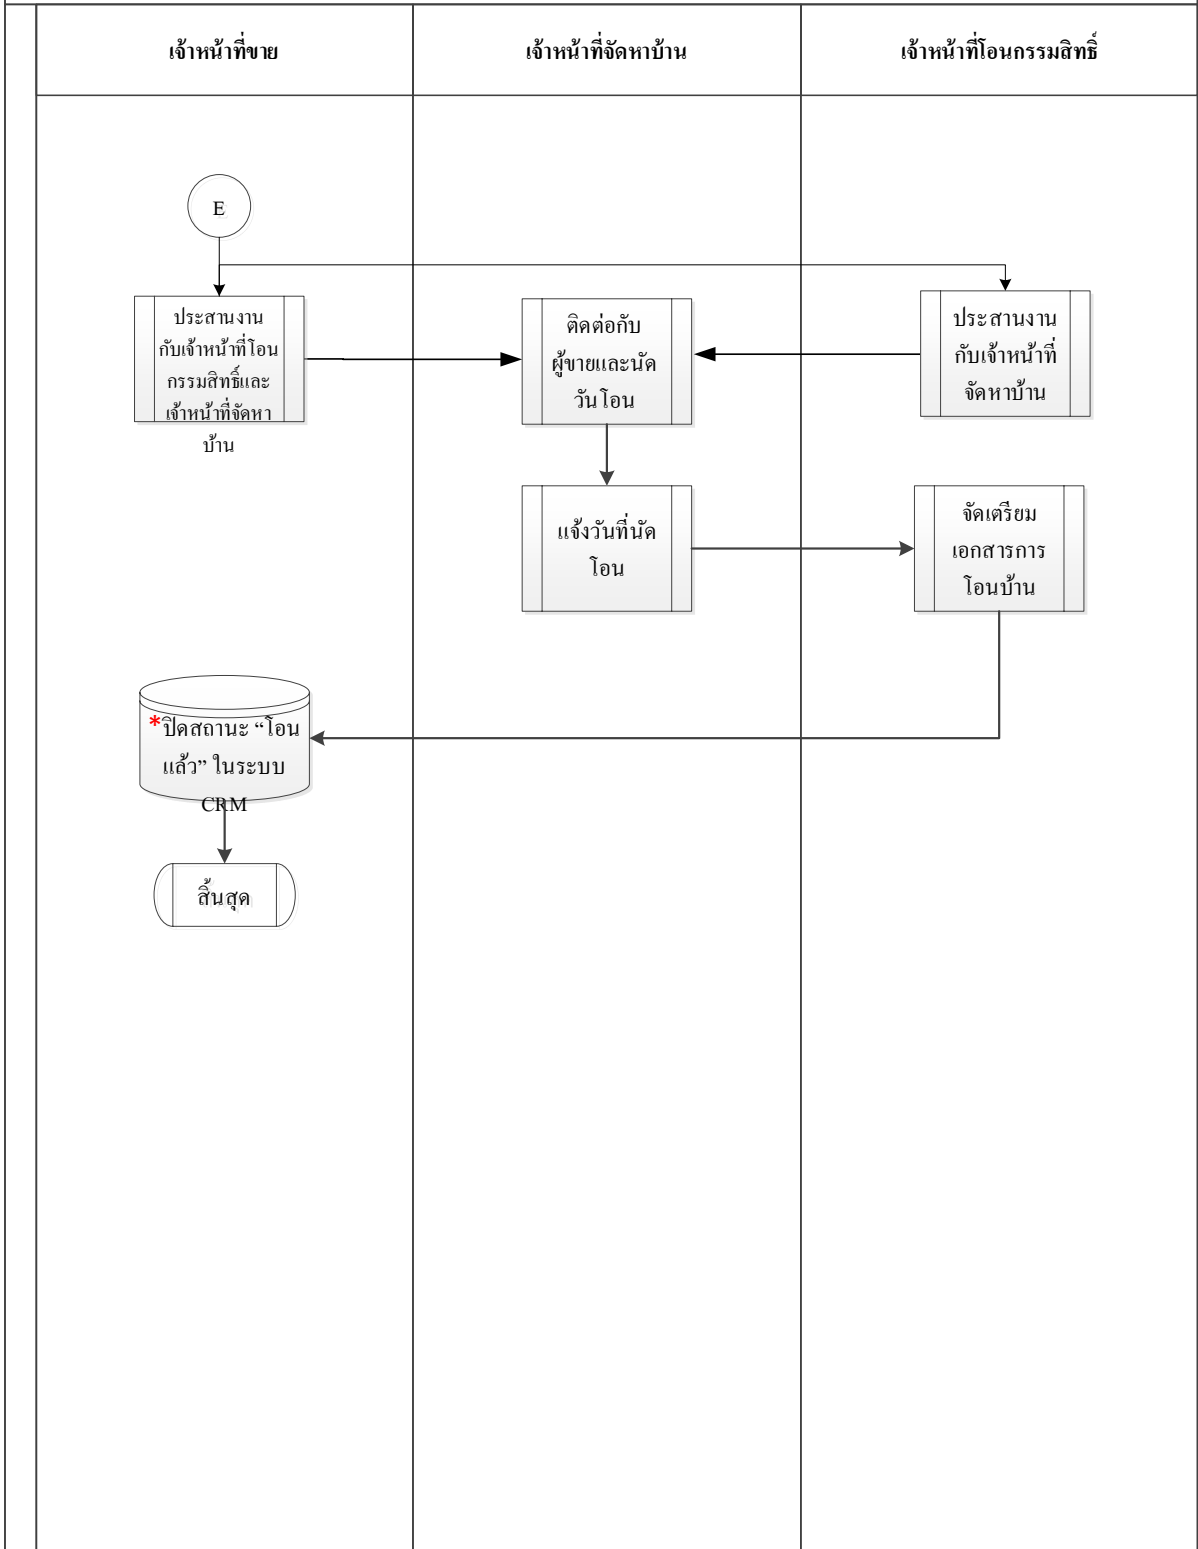 เจ้าหน้าที่ขาย
เจ้าหน้าที่จัดหาบ้าน
เจ้าหน้าที่โอนกรรมสิทธิ์
E
ประสานงาน
กับเจ้าหน้าที่โอน
กรรมสิทธิ์และ
เจ้าหน้าที่จัดหา
บ้าน
ติดต่อกับ
ผู้ขายและนัด
วันโอน
ประสานงาน
กับเจ้าหน้าที่
จัดหาบ้าน
แจ้งวันที่นัด
โอน
จัดเตรียม
เอกสารการ
โอนบ้าน
*ปิดสถานะ “โอน
แล้ว” ในระบบ
CRM
สิ้นสุด